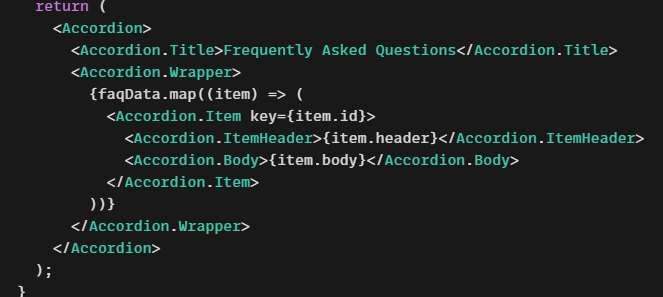 return (
<Accordion>
<Accordion.Title>Frequently Asked Questions</Accordion.Title>
<Accordion.Wrapper>
{faqData.map((item) => (
<Accordion.Item key={item.id}>
<Accordion.ItemHeader>{item.header}</Accordion.ItemHeader>
<Accordion.Body>{item.body}</Accordion.Body>
</Accordion.Item>
))}
</Accordion.Wrapper>
</Accordion>
);
}